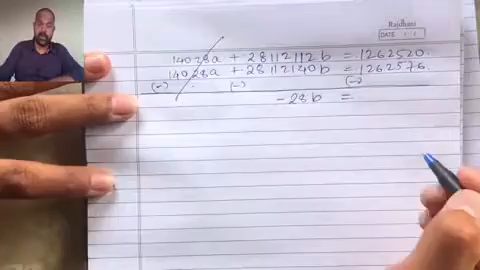 Rajdhani
DATE
14028a + 28112112b = 1262520.
14028a + 28112140b = 1262576.
(-) (-) (-)
-28b =